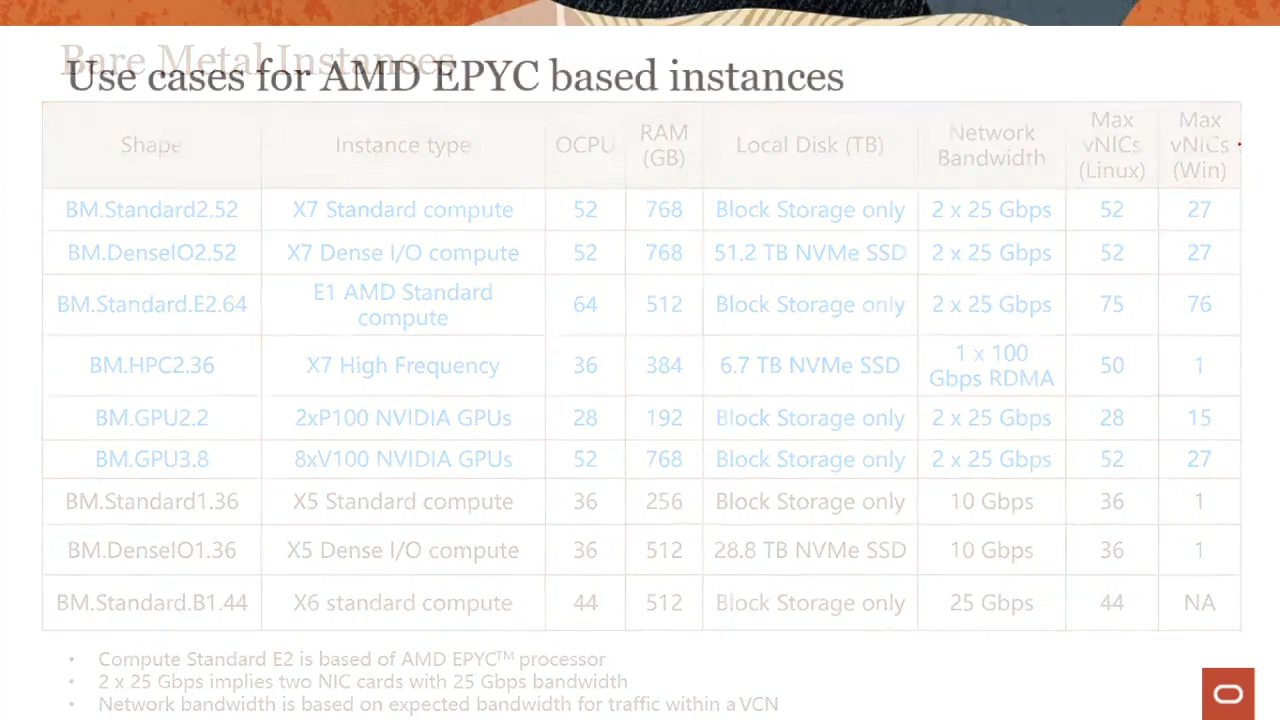 Bare Metal Instances
Use cases for AMD EPYC based instances
Shape Instance type OCPU RAM (GB) Local Disk (TB) Network Bandwidth Max vNICs (Linux) Max vNICs (Win)
BM.Standard2.52 X7 Standard compute 52 768 Block Storage only 2 x 25 Gbps 52 27
BM.DenseIO2.52 X7 Dense I/O compute 52 768 51.2 TB NVMe SSD 2 x 25 Gbps 52 27
BM.Standard.E2.64 E1 AMD Standard compute 64 512 Block Storage only 2 x 25 Gbps 75 76
BM.HPC2.36 X7 High Frequency 36 384 6.7 TB NVMe SSD 1 x 100 Gbps RDMA 50 1
BM.GPU2.2 2xP100 NVIDIA GPUs 28 192 Block Storage only 2 x 25 Gbps 28 15
BM.GPU3.8 8xV100 NVIDIA GPUs 52 768 Block Storage only 2 x 25 Gbps 52 27
BM.Standard1.36 X5 Standard compute 36 256 Block Storage only 10 Gbps 36 1
BM.DenseIO1.36 X5 Dense I/O compute 36 512 28.8 TB NVMe SSD 10 Gbps 36 1
BM.Standard.B1.44 X6 standard compute 44 512 Block Storage only 25 Gbps 44 NA
• Compute Standard E2 is based of AMD EPYC™ processor
• 2 x 25 Gbps implies two NIC cards with 25 Gbps bandwidth
• Network bandwidth is based on expected bandwidth for traffic within a VCN